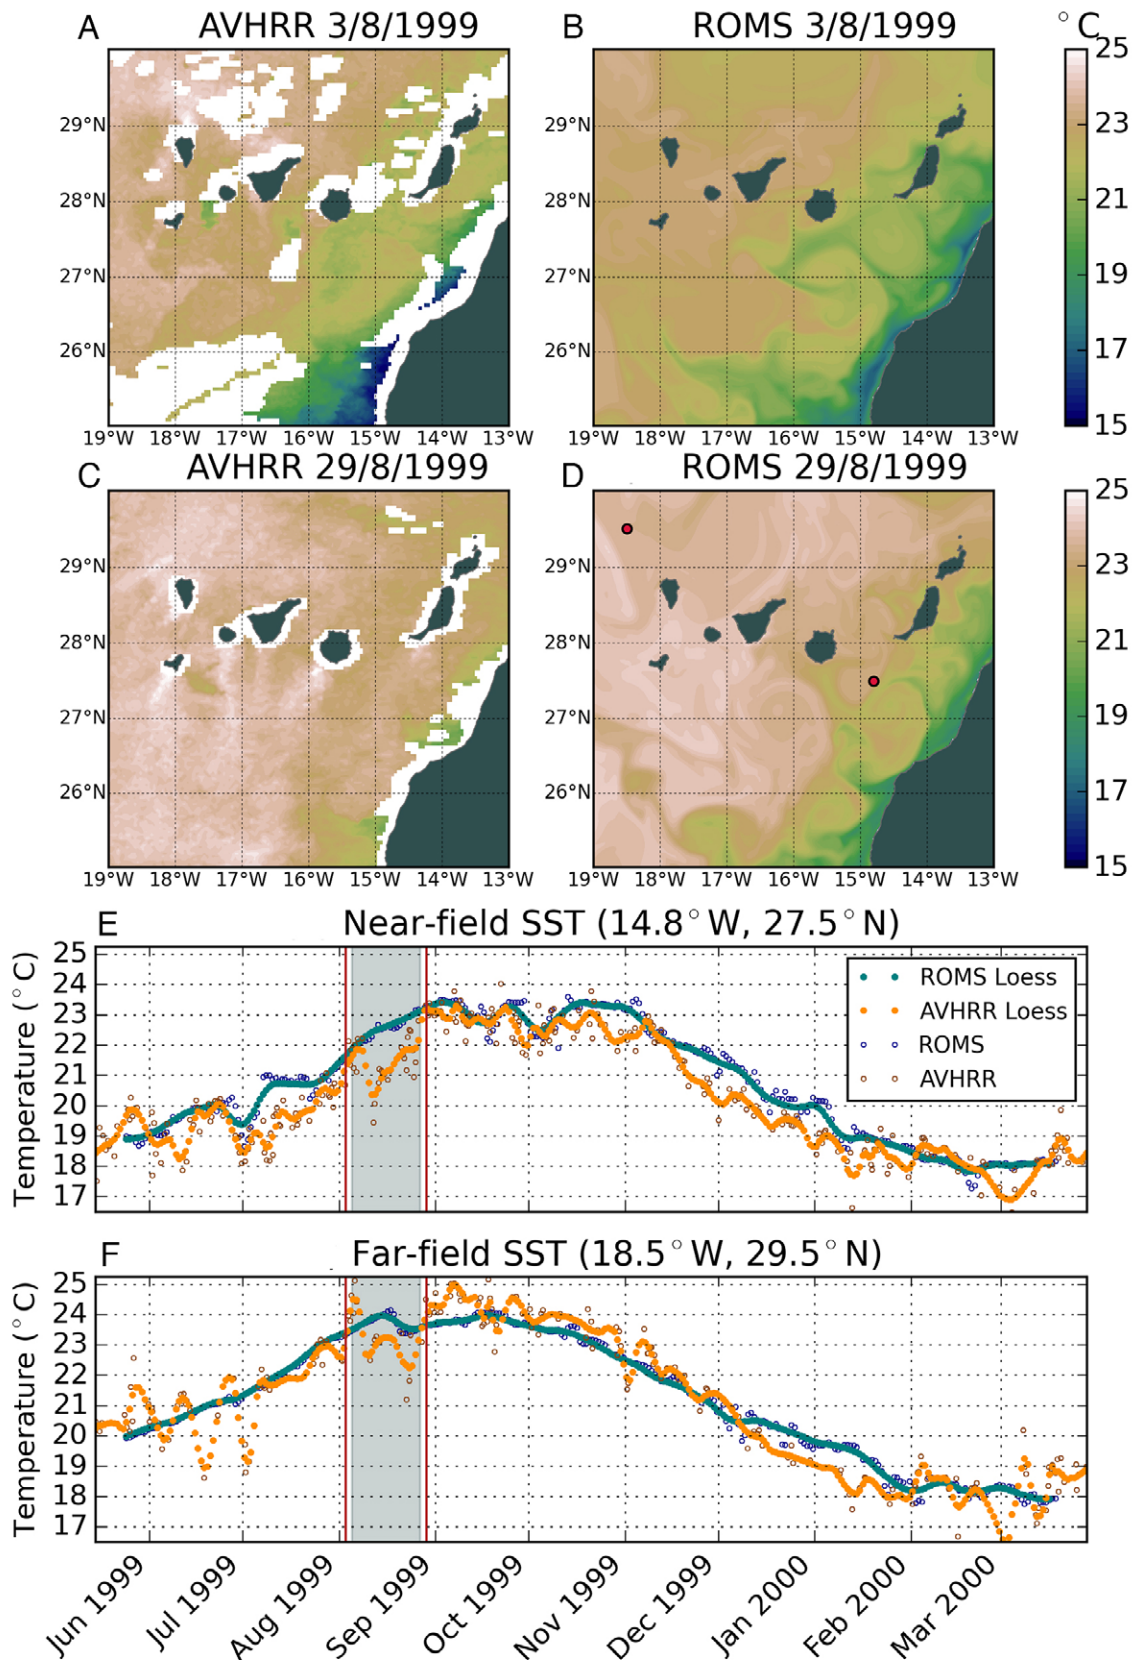 A AVHRR 3/8/1999 B ROMS 3/8/1999 °C
29°N 29°N 25
28°N 28°N 23
27°N 27°N 21
26°N 26°N 19
17
15
19°W 18°W 17°W 16°W 15°W 14°W 13°W 19°W 18°W 17°W 16°W 15°W 14°W 13°W
C AVHRR 29/8/1999 D ROMS 29/8/1999
29°N 29°N 25
28°N 28°N 23
27°N 27°N 21
26°N 26°N 19
17
15
19°W 18°W 17°W 16°W 15°W 14°W 13°W 19°W 18°W 17°W 16°W 15°W 14°W 13°W
E Near-field SST (14.8°W, 27.5°N)
Temperature (°C)
25
24
23
22
21
20
19
18
17
ROMS Loess
AVHRR Loess
ROMS
AVHRR
F Far-field SST (18.5°W, 29.5°N)
Temperature (°C)
25
24
23
22
21
20
19
18
17
Jun 1999 Jul 1999 Aug 1999 Sep 1999 Oct 1999 Nov 1999 Dec 1999 Jan 2000 Feb 2000 Mar 2000